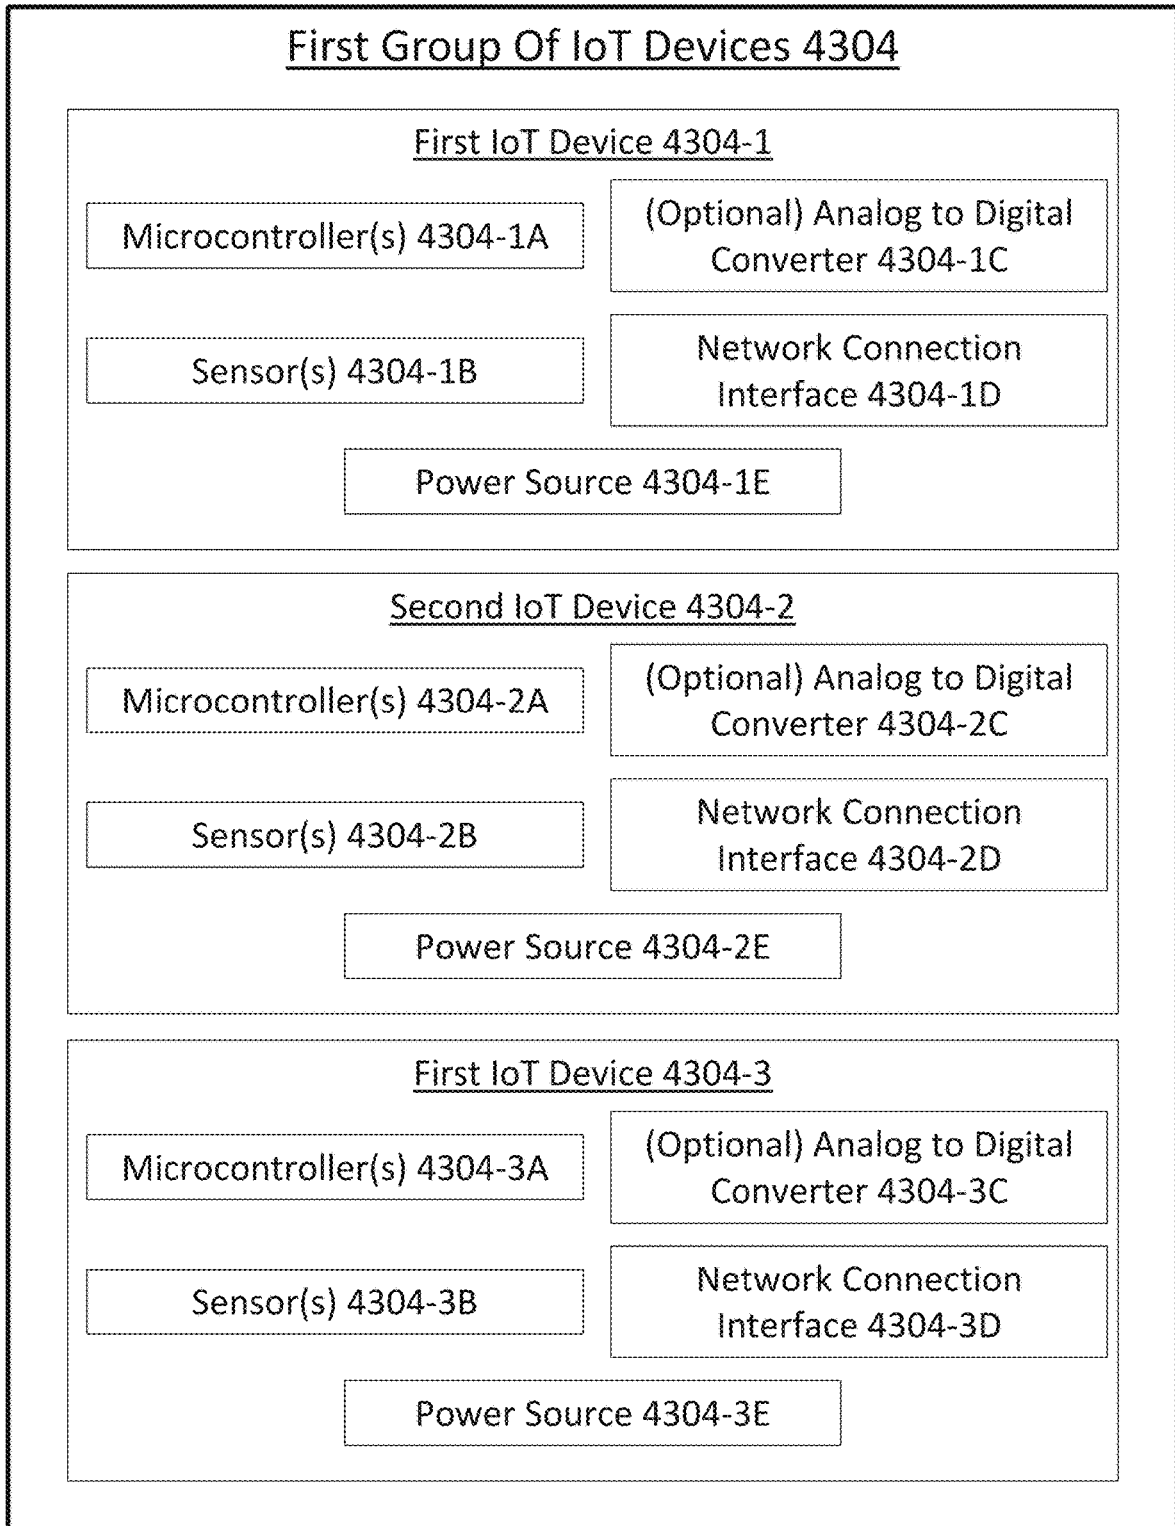 First Group Of IoT Devices 4304
First IoT Device 4304-1
Microcontroller(s) 4304-1A
(Optional) Analog to Digital
Converter 4304-1C
Sensor(s) 4304-1B
Network Connection
Interface 4304-1D
Power Source 4304-1E
Second IoT Device 4304-2
Microcontroller(s) 4304-2A
(Optional) Analog to Digital
Converter 4304-2C
Sensor(s) 4304-2B
Network Connection
Interface 4304-2D
Power Source 4304-2E
First IoT Device 4304-3
Microcontroller(s) 4304-3A
(Optional) Analog to Digital
Converter 4304-3C
Sensor(s) 4304-3B
Network Connection
Interface 4304-3D
Power Source 4304-3E